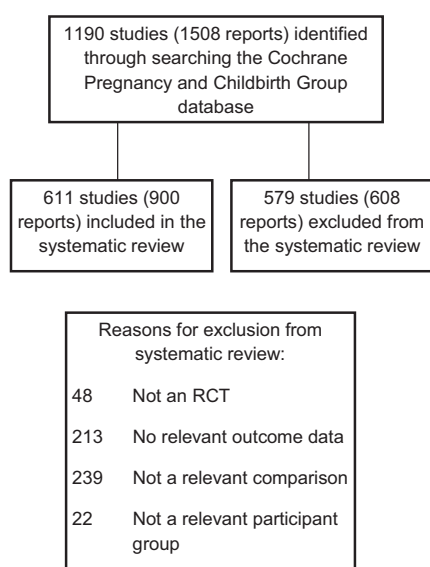 1190 studies (1508 reports) identified
through searching the Cochrane
Pregnancy and Childbirth Group
database
611 studies (900
reports) included in the
systematic review
579 studies (608
reports) excluded from
the systematic review
Reasons for exclusion from
systematic review:
48 Not an RCT
213 No relevant outcome data
239 Not a relevant comparison
22 Not a relevant participant
group